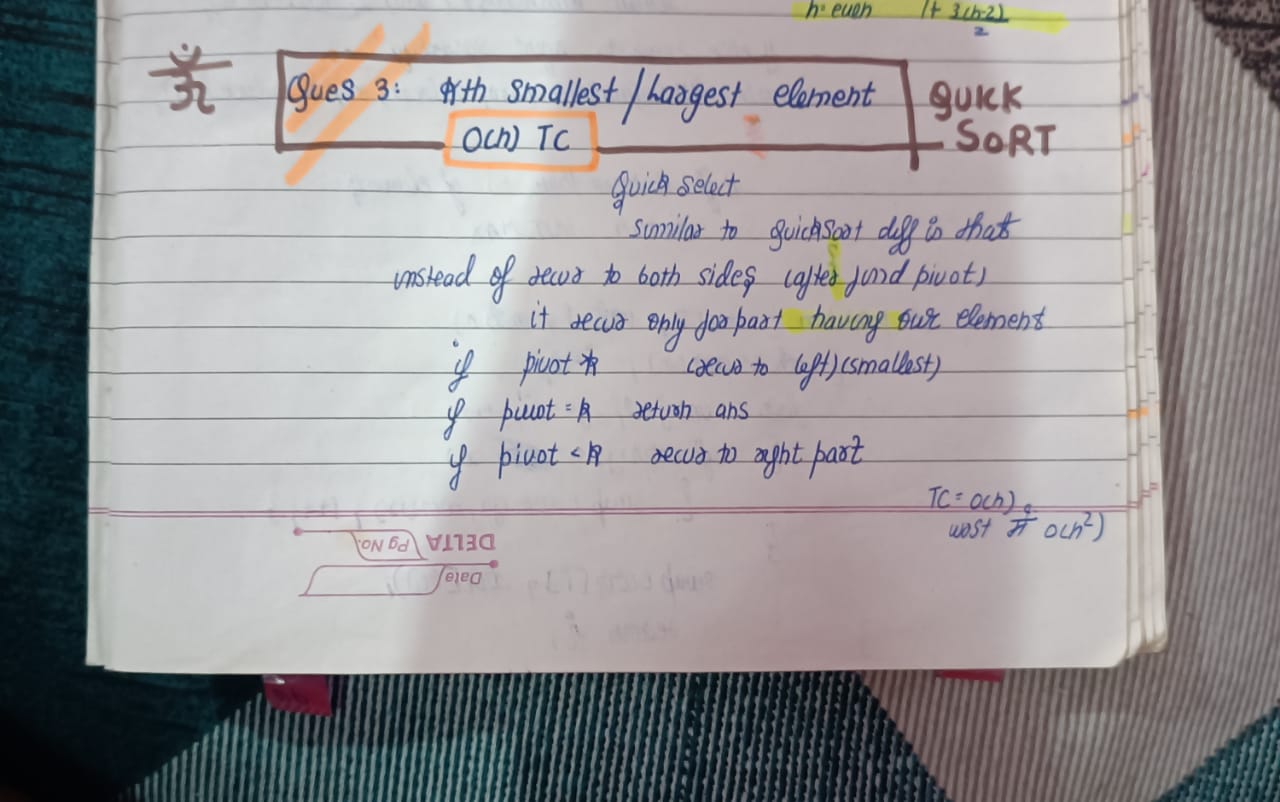 n=even 1+ 3(n-2)
2
Ques 3: kth smallest/largest element
O(n) TC
QUICK
SORT
Quick select
similar to quicksort diff is that
instead of recur to both sides (after find pivot)
it recur only for part having our element
if pivot k (recur to left) (smallest)
if pivot = k return ans
if pivot < k recur to right part
TC = O(n)
worst O(n²)
DELTA Pg No.
Date